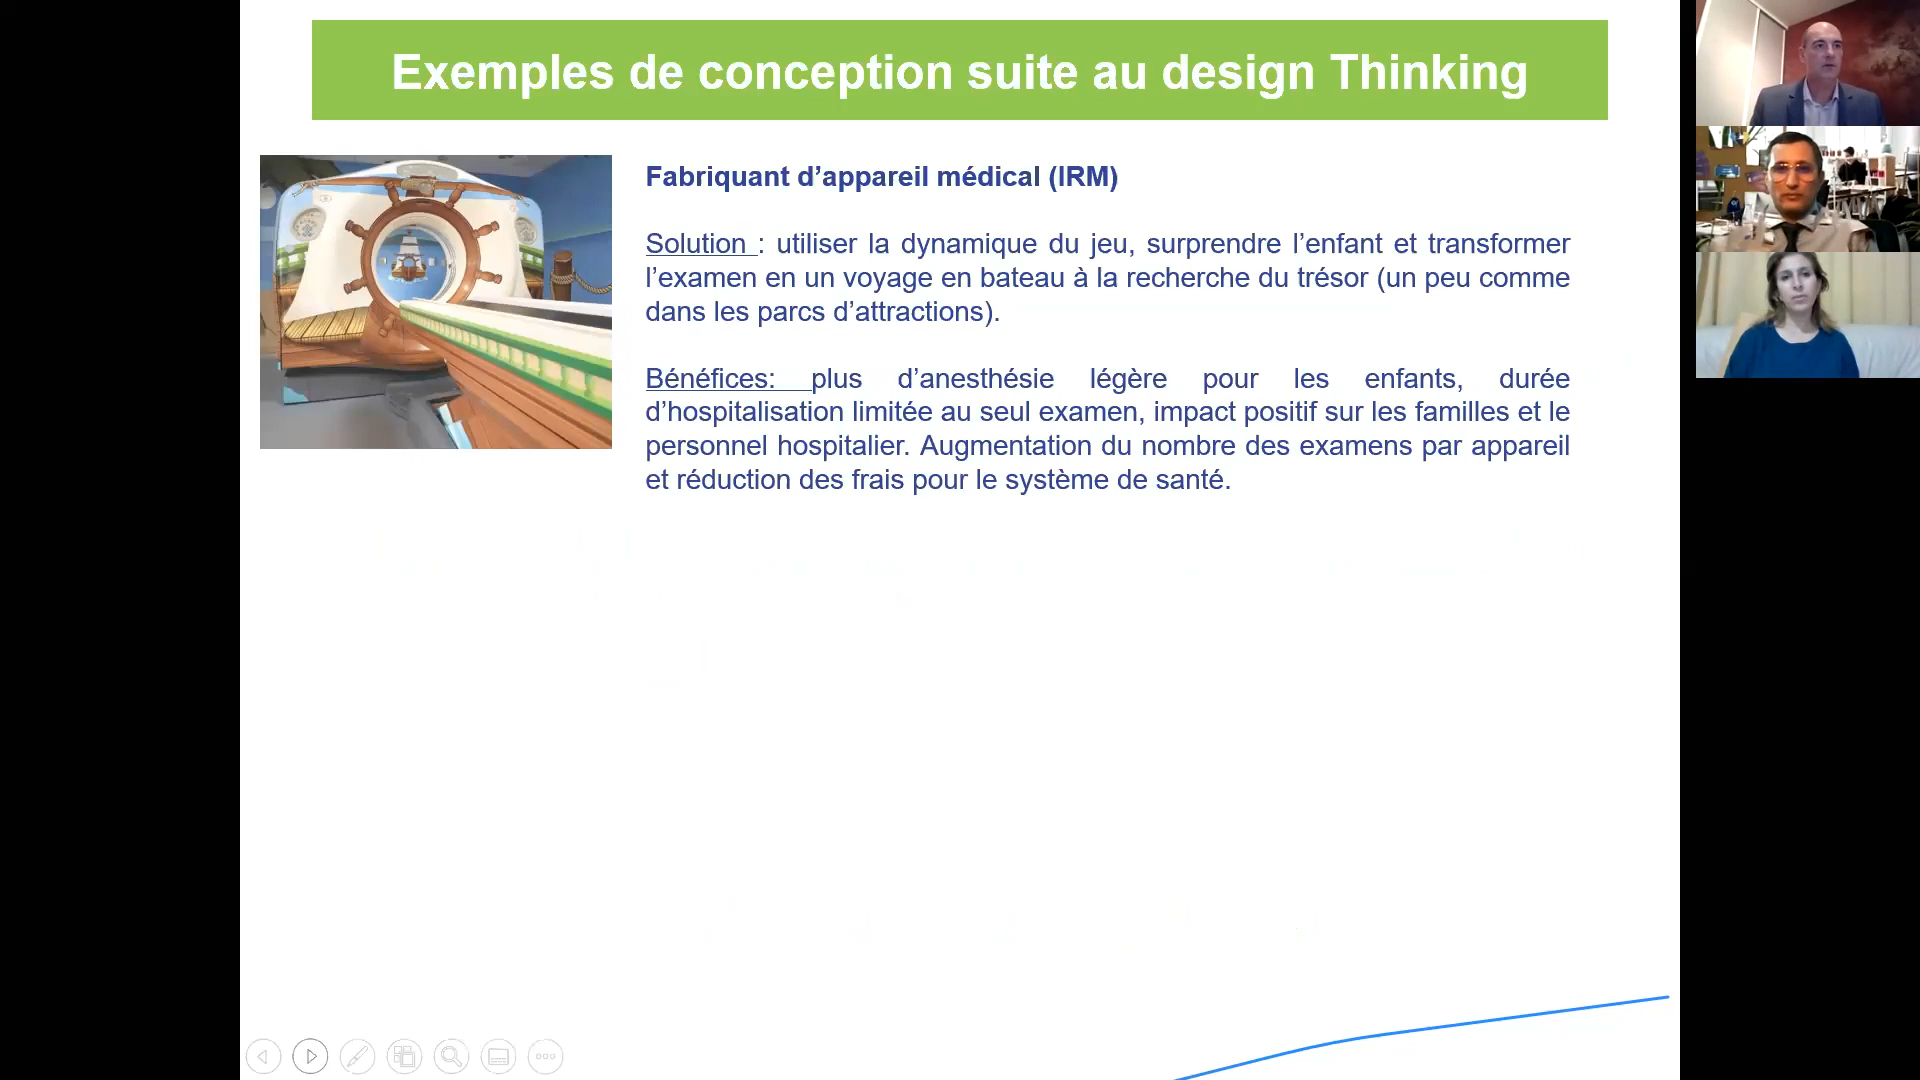 Exemples de conception suite au design Thinking
Fabriquant d’appareil médical (IRM)
Solution : utiliser la dynamique du jeu, surprendre l’enfant et transformer
l’examen en un voyage en bateau à la recherche du trésor (un peu comme
dans les parcs d’attractions).
Bénéfices: plus d’anesthésie légère pour les enfants, durée
d’hospitalisation limitée au seul examen, impact positif sur les familles et le
personnel hospitalier. Augmentation du nombre des examens par appareil
et réduction des frais pour le système de santé.